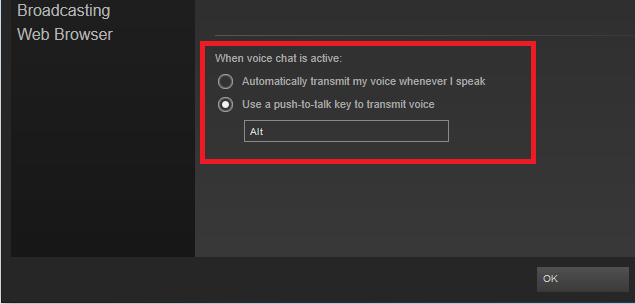 Broadcasting
Web Browser
When voice chat is active:
Automatically transmit my voice whenever I speak
Use a push-to-talk key to transmit voice
Alt
OK